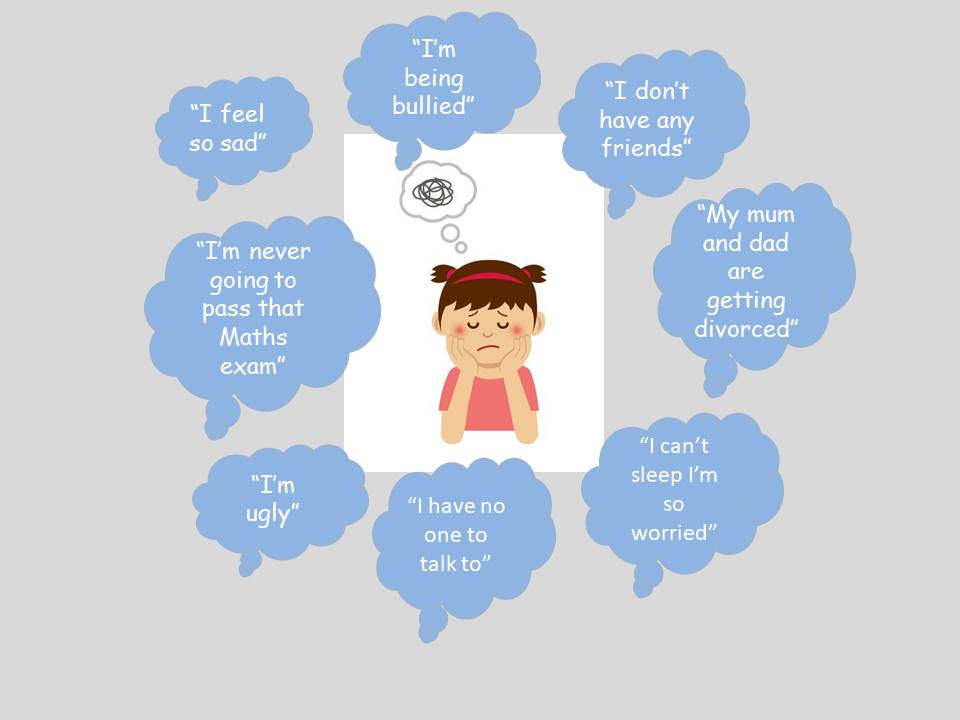 “I’m
being
bullied”
“I feel
so sad”
“I don’t
have any
friends”
“My mum
and dad
are
getting
divorced”
“I’m never
going to
pass that
Maths
exam”
“I can’t
sleep I’m
so
worried”
“I’m
ugly”
“I have no
one to
talk to”